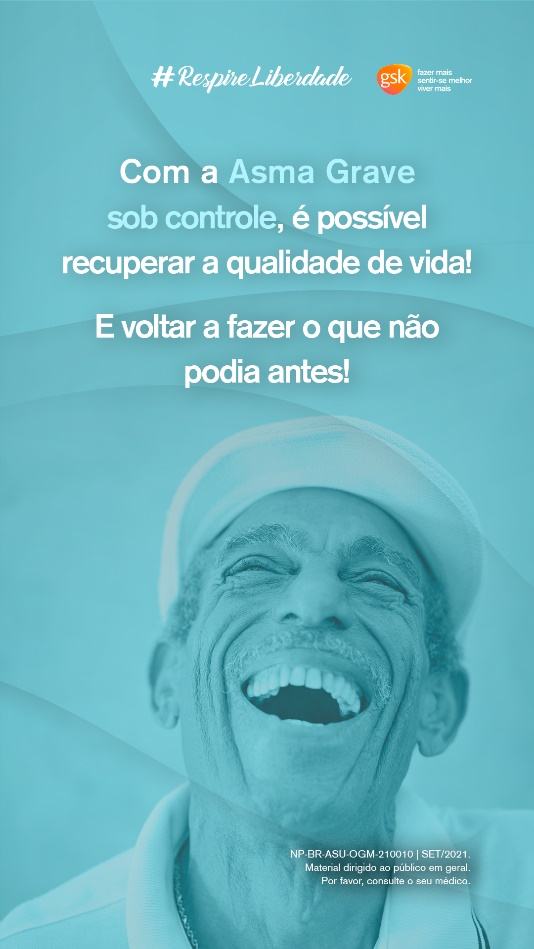 #RespireLiberdade
gsk
fazer mais
sentir-se melhor
viver mais
Com a Asma Grave
sob controle, é possível
recuperar a qualidade de vida!
E voltar a fazer o que não
podia antes!
NP-BR-ASU-OGM-210010 | SET/2021.
Material dirigido ao público em geral.
Por favor, consulte o seu médico.